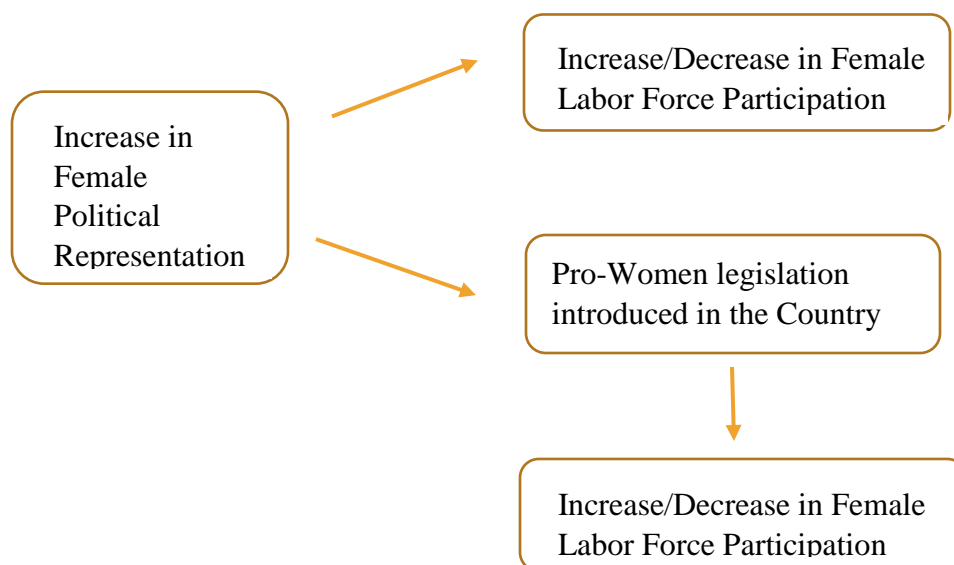 Increase/Decrease in Female
Labor Force Participation
Increase in
Female
Political
Representation
Pro-Women legislation
introduced in the Country
Increase/Decrease in Female
Labor Force Participation